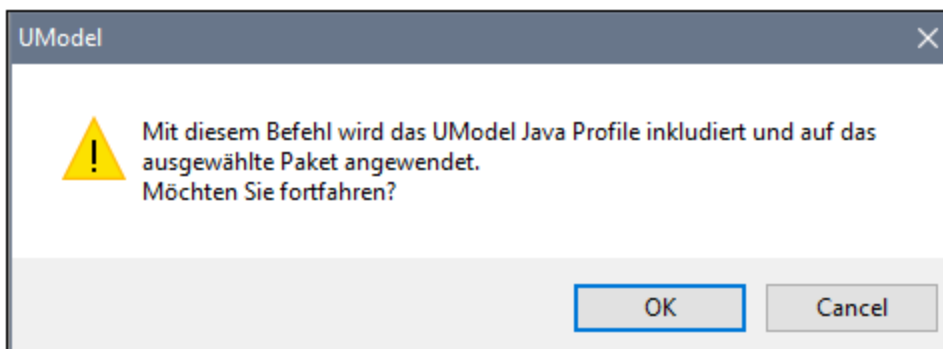 UModel
Mit diesem Befehl wird das UModel Java Profile inkludiert und auf das
ausgewählte Paket angewendet.
Möchten Sie fortfahren?
OK
Cancel